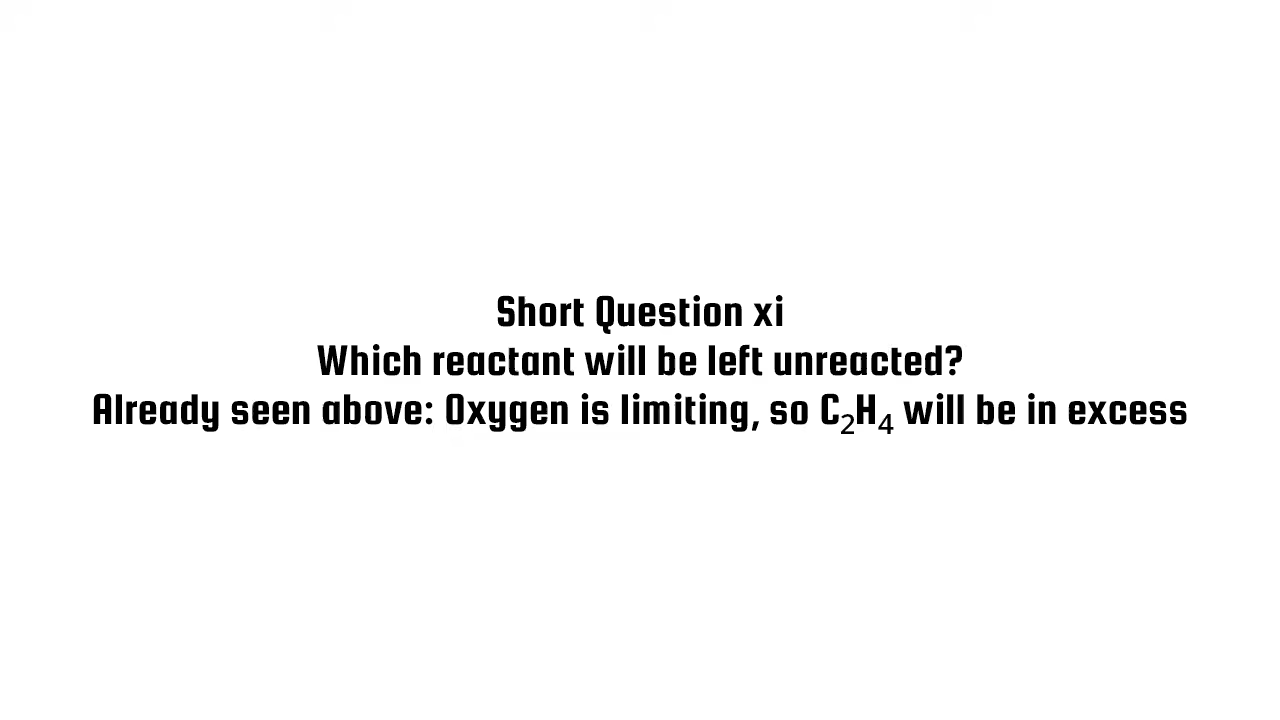 Short Question xi
Which reactant will be left unreacted?
Already seen above: Oxygen is limiting, so C₂H₄ will be in excess